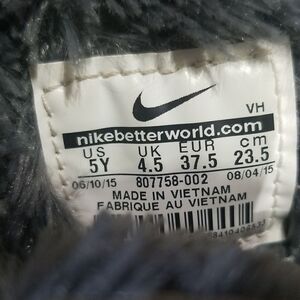 VH
nikebetterworld.com
US UK EUR cm
5Y 4.5 37.5 23.5
06/10/15 807758-002 08/04/15
MADE IN VIETNAM
FABRIQUE AU VIETNAM